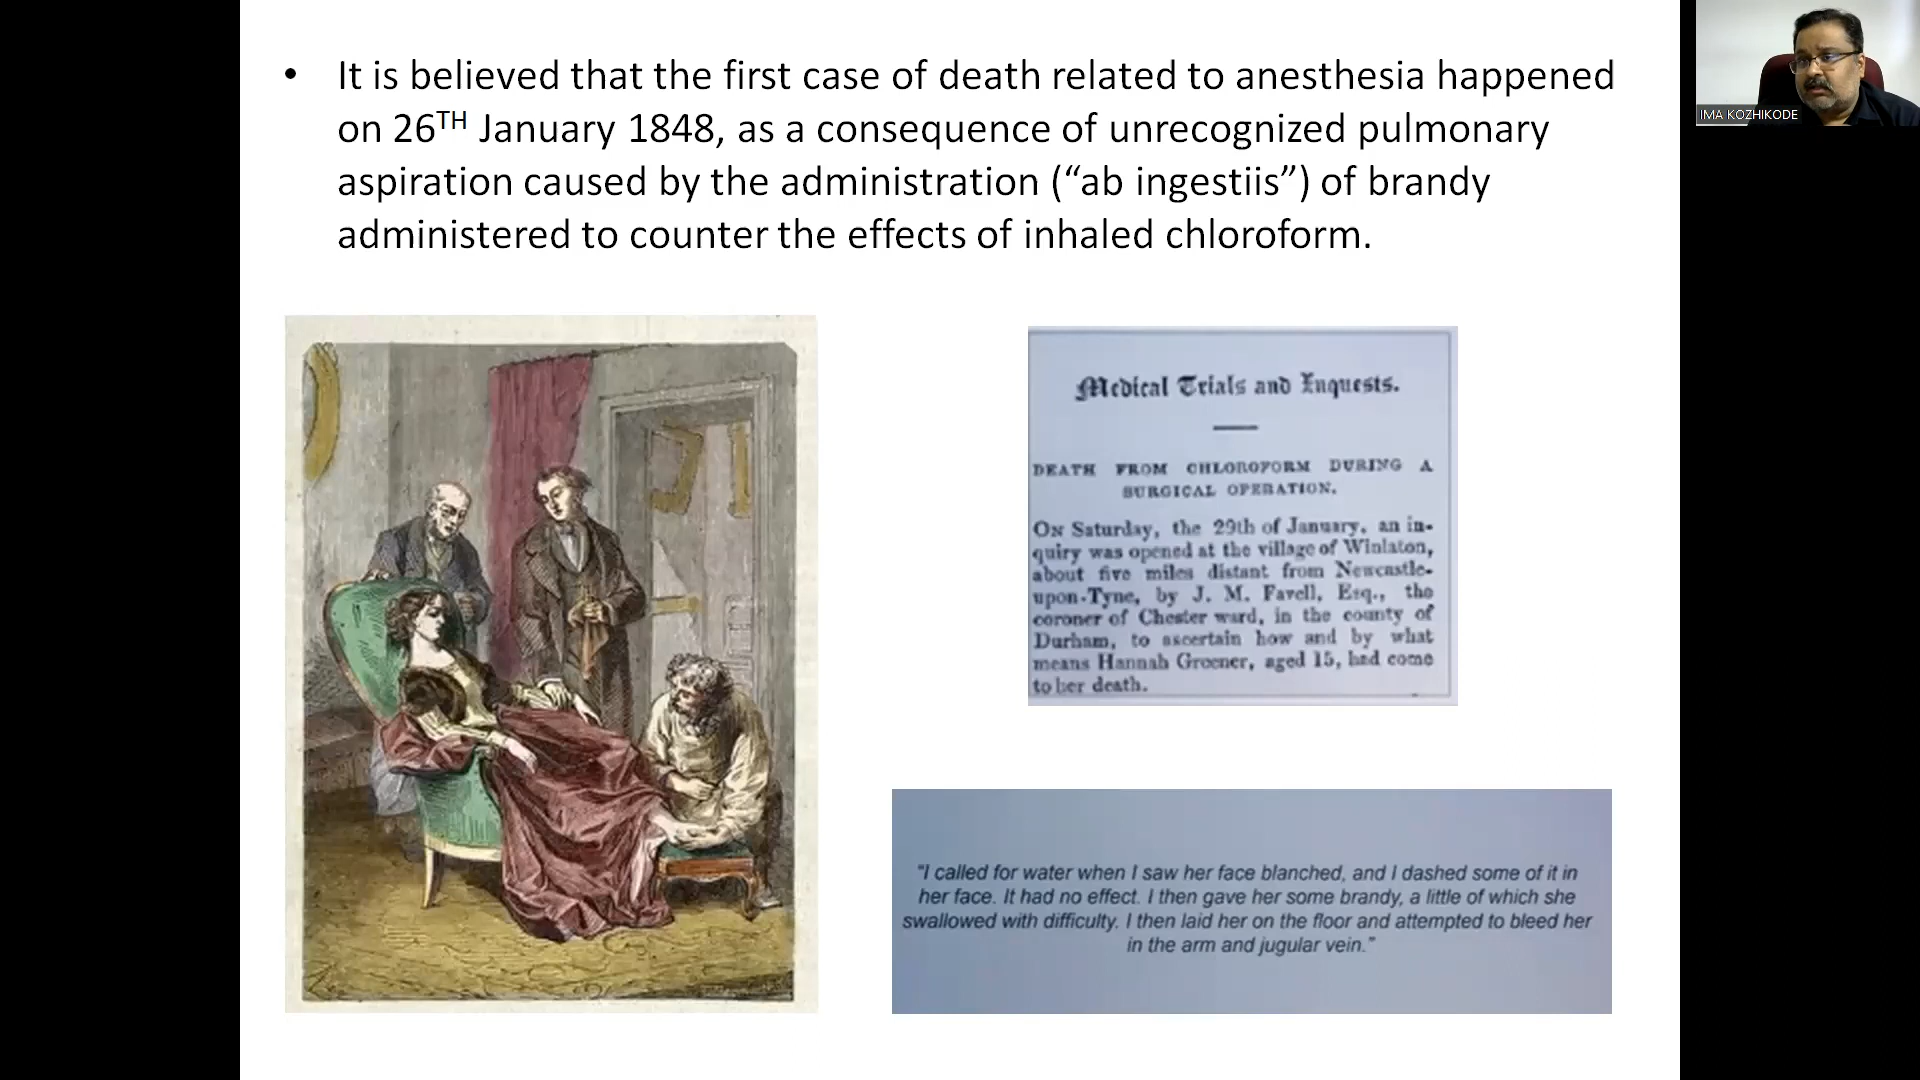 • It is believed that the first case of death related to anesthesia happened
on 26TH January 1848, as a consequence of unrecognized pulmonary
aspiration caused by the administration (“ab ingestiis”) of brandy
administered to counter the effects of inhaled chloroform.
IMA KOZHIKODE
Medical Trials and Inquests.
DEATH FROM CHLOROFORM DURING A
SURGICAL OPERATION.
On Saturday, the 29th of January, an in-
quiry was opened at the village of Winlaton,
about five miles distant from Newcastle-
upon-Tyne, by J. M. Favell, Esq., the
coroner of Chester ward, in the county of
Durham, to ascertain how and by what
means Hannah Greener, aged 15, had come
to her death.
"I called for water when I saw her face blanched, and I dashed some of it in
her face. It had no effect. I then gave her some brandy, a little of which she
swallowed with difficulty. I then laid her on the floor and attempted to bleed her
in the arm and jugular vein."